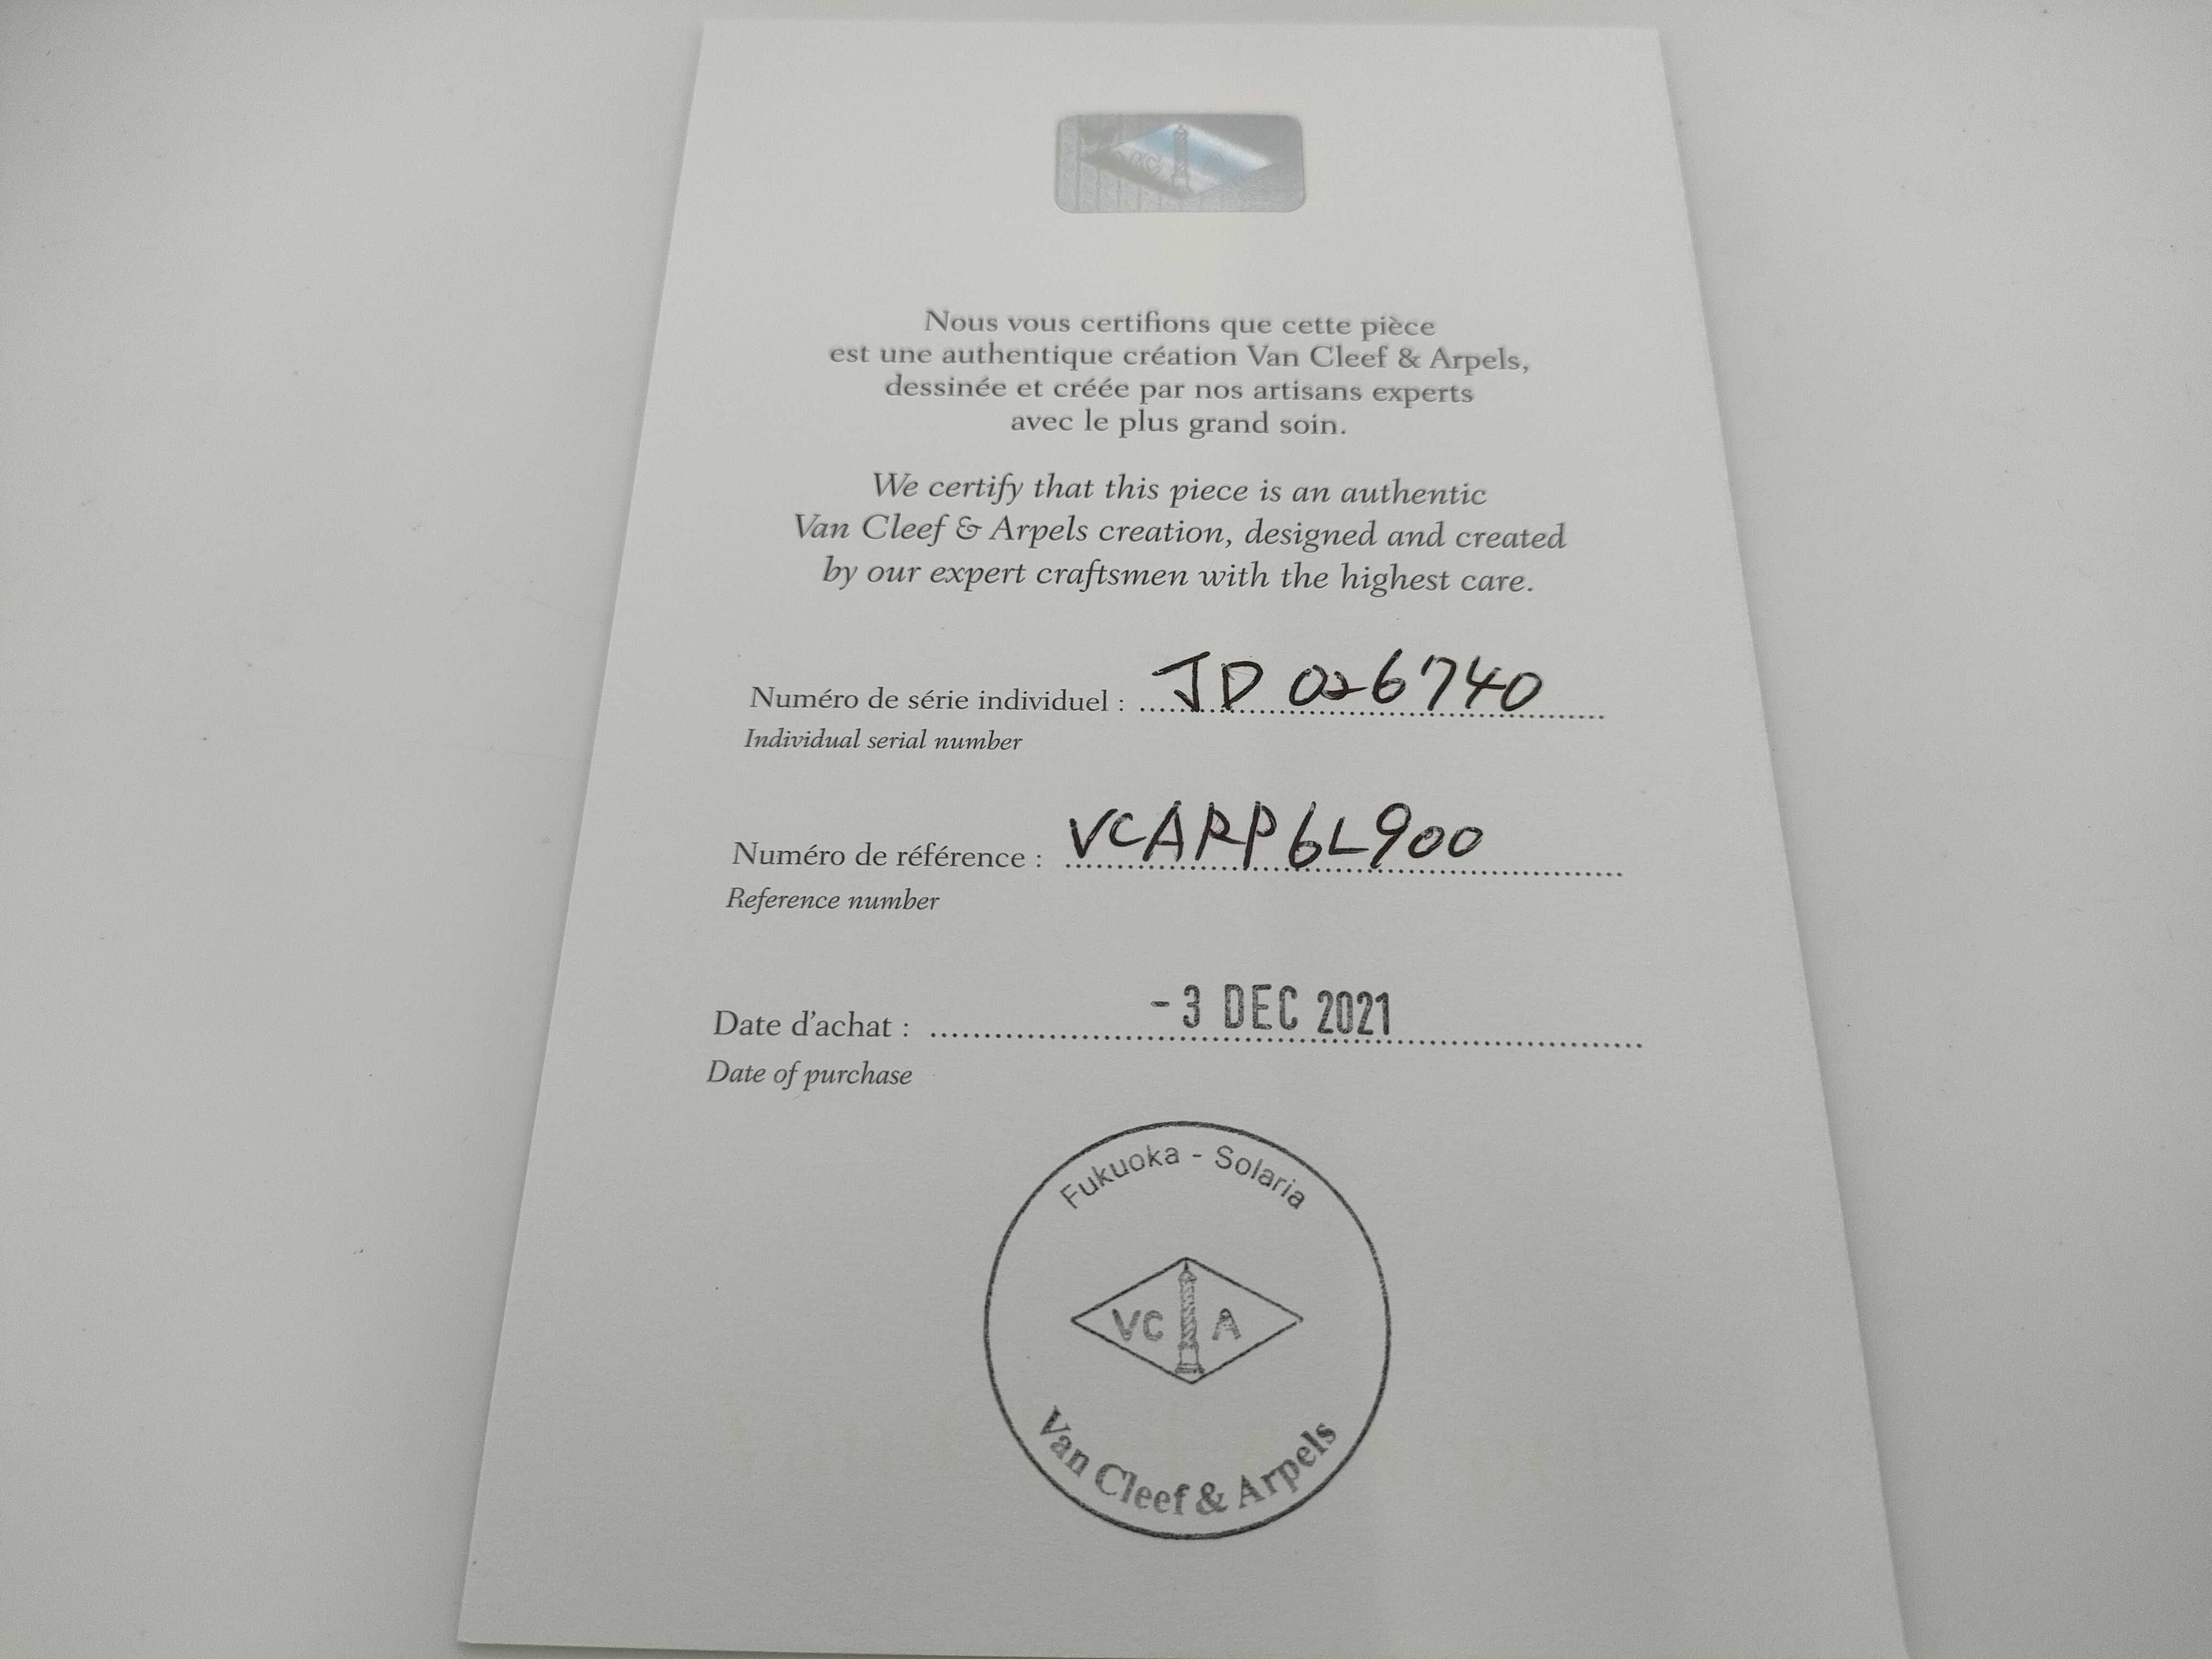 VC A
Nous vous certifions que cette pièce
est une authentique création Van Cleef & Arpels,
dessinée et créée par nos artisans experts
avec le plus grand soin.
We certify that this piece is an authentic
Van Cleef & Arpels creation, designed and created
by our expert craftsmen with the highest care.
Numéro de série individuel : JD 026740
Individual serial number
Numéro de référence : VCARP6L900
Reference number
Date d'achat : -3 DEC 2021
Date of purchase
Fukuoka - Solaria
VC A
Van Cleef & Arpels